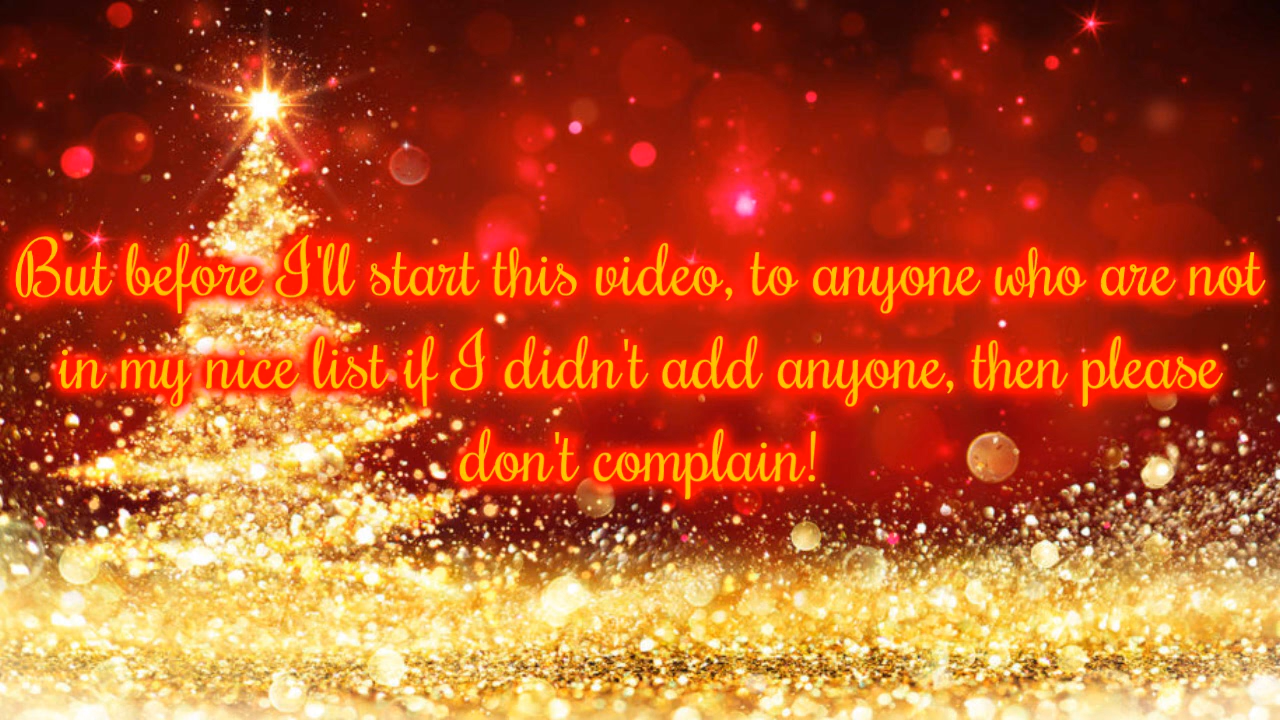 But before I'll start this video, to anyone who are not
in my nice list if I didn't add anyone, then please
don't complain!